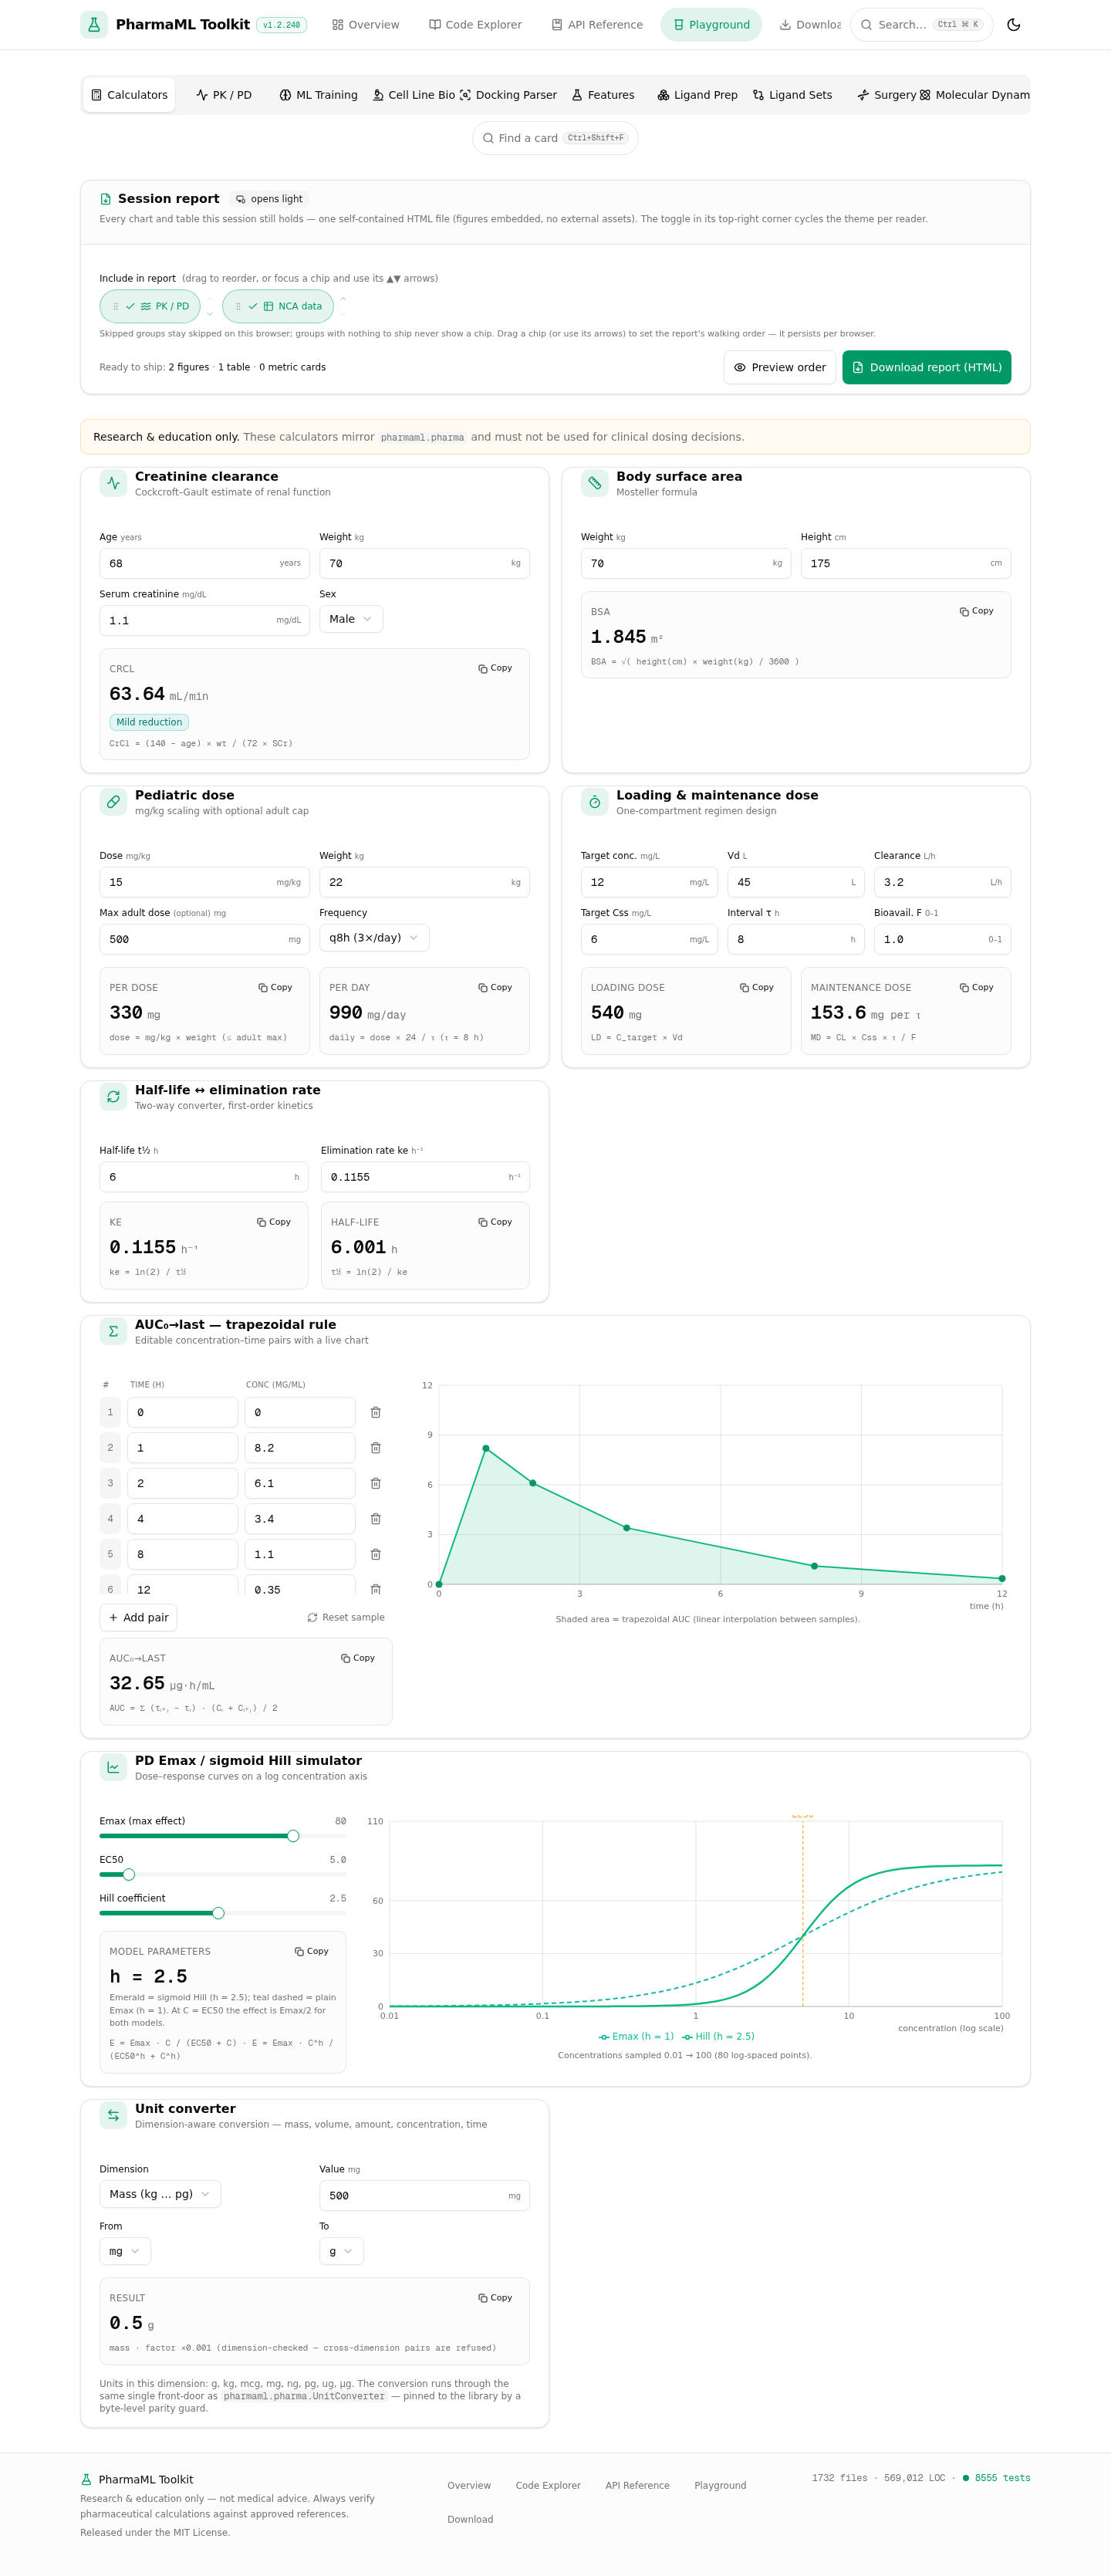 PharmaML Toolkit v1.2.240 Overview Code Explorer API Reference Playground Downloa Search... Ctrl ⌘ K
Calculators PK / PD ML Training Cell Line Bio Docking Parser Features Ligand Prep Ligand Sets Surgery Molecular Dynam
Find a card Ctrl+Shift+F
Session report opens light
Every chart and table this session still holds — one self-contained HTML file (figures embedded, no external assets). The toggle in its top-right corner cycles the theme per reader.
Include in report (drag to reorder, or focus a chip and use its ▲▼ arrows)
PK / PD NCA data
Skipped groups stay skipped on this browser; groups with nothing to ship never show a chip. Drag a chip (or use its arrows) to set the report's walking order — it persists per browser.
Ready to ship: 2 figures · 1 table · 0 metric cards Preview order Download report (HTML)
Research & education only. These calculators mirror pharmaml.pharma and must not be used for clinical dosing decisions.
Creatinine clearance
Cockcroft–Gault estimate of renal function
Age years Weight kg
68 years 70 kg
Serum creatinine mg/dL Sex
1.1 mg/dL Male
CRCL Copy
63.64 mL/min
Mild reduction
CrCl = (140 − age) × wt / (72 × SCr)
Body surface area
Mosteller formula
Weight kg Height cm
70 kg 175 cm
BSA Copy
1.845 m²
BSA = √( height(cm) × weight(kg) / 3600 )
Pediatric dose
mg/kg scaling with optional adult cap
Dose mg/kg Weight kg
15 mg/kg 22 kg
Max adult dose (optional) mg Frequency
500 mg q8h (3×/day)
PER DOSE Copy PER DAY Copy
330 mg 990 mg/day
dose = mg/kg × weight (≤ adult max) daily = dose × 24 / τ (τ = 8 h)
Loading & maintenance dose
One-compartment regimen design
Target conc. mg/L Vd L Clearance L/h
12 mg/L 45 L 3.2 L/h
Target Css mg/L Interval τ h Bioavail. F 0–1
6 mg/L 8 h 1.0 0–1
LOADING DOSE Copy MAINTENANCE DOSE Copy
540 mg 153.6 mg per τ
LD = C_target × Vd MD = CL × Css × τ / F
Half-life ↔ elimination rate
Two-way converter, first-order kinetics
Half-life t½ h Elimination rate ke h⁻¹
6 h 0.1155 h⁻¹
KE Copy HALF-LIFE Copy
0.1155 h⁻¹ 6.001 h
ke = ln(2) / t½ t½ = ln(2) / ke
AUC₀→last — trapezoidal rule
Editable concentration–time pairs with a live chart
# TIME (H) CONC (MG/ML)
1 0 0
2 1 8.2
3 2 6.1
4 4 3.4
5 8 1.1
6 12 0.35
Add pair Reset sample
AUC₀→LAST Copy
32.65 µg·h/mL
AUC = Σ (tᵢ₊₁ − tᵢ) · (Cᵢ + Cᵢ₊₁) / 2
12
9
6
3
0
0 3 6 9 12
time (h)
Shaded area = trapezoidal AUC (linear interpolation between samples).
PD Emax / sigmoid Hill simulator
Dose–response curves on a log concentration axis
Emax (max effect) 80
EC50 5.0
Hill coefficient 2.5
MODEL PARAMETERS Copy
h = 2.5
Emerald = sigmoid Hill (h = 2.5); teal dashed = plain
Emax (h = 1). At C = EC50 the effect is Emax/2 for
both models.
E = Emax · C / (EC50 + C) · E = Emax · C^h /
(EC50^h + C^h)
110
60
30
0
0.01 0.1 1 10 100
concentration (log scale)
Emax (h = 1) Hill (h = 2.5)
Concentrations sampled 0.01 → 100 (80 log-spaced points).
Unit converter
Dimension-aware conversion — mass, volume, amount, concentration, time
Dimension Value mg
Mass (kg ... pg) 500 mg
From To
mg g
RESULT Copy
0.5 g
mass · factor ×0.001 (dimension-checked — cross-dimension pairs are refused)
Units in this dimension: g, kg, mcg, mg, ng, pg, ug, µg. The conversion runs through the
same single front-door as pharmaml.pharma.UnitConverter — pinned to the library by a
byte-level parity guard.
PharmaML Toolkit
Research & education only — not medical advice. Always verify
pharmaceutical calculations against approved references.
Released under the MIT License.
Overview Code Explorer API Reference Playground
Download
1732 files · 569,012 LOC · 8555 tests